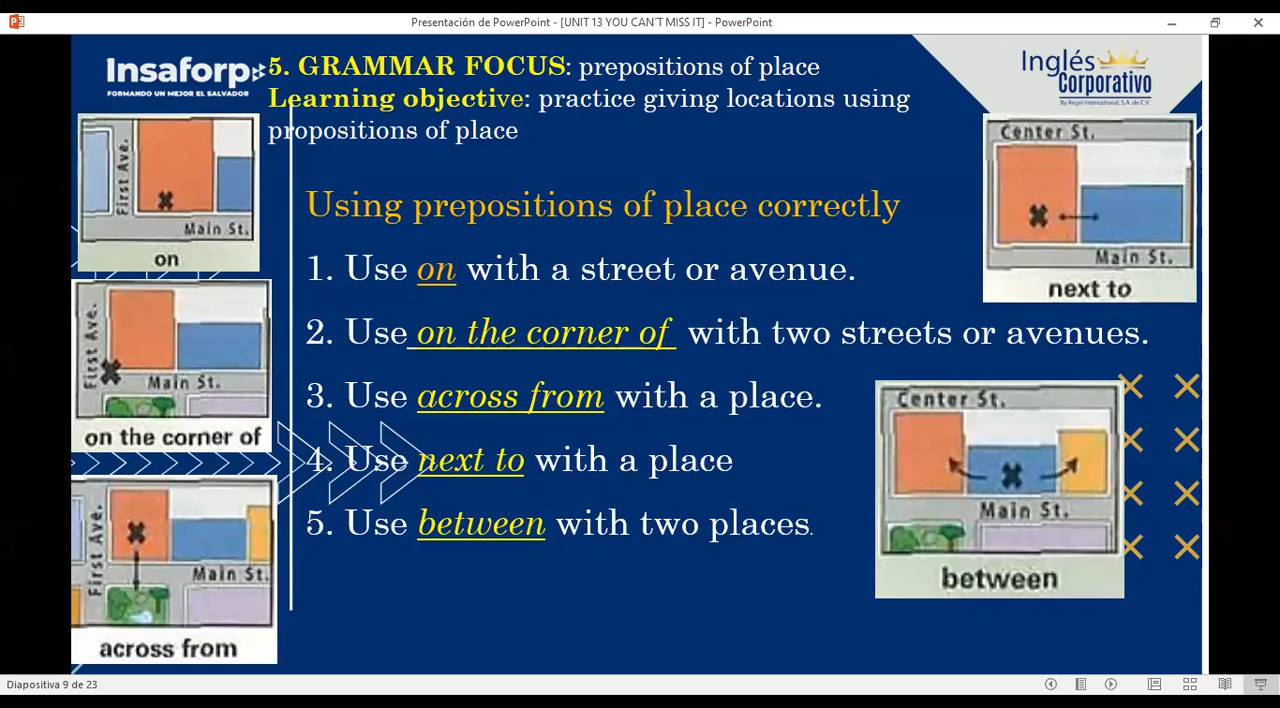 Presentación de PowerPoint - [UNIT 13 YOU CAN'T MISS IT] - PowerPoint
Insaforp
FORMANDO UN MEJOR EL SALVADOR
5. GRAMMAR FOCUS: prepositions of place
Learning objective: practice giving locations using
propositions of place
Inglés
Corporativo
By Regal International, S.A. de C.V.
First Ave.
Main St.
on
Center St.
Main St.
next to
Using prepositions of place correctly
1. Use on with a street or avenue.
2. Use on the corner of with two streets or avenues.
3. Use across from with a place.
4. Use next to with a place
5. Use between with two places.
First Ave.
Main St.
on the corner of
First Ave.
Main St.
across from
Center St.
Main St.
between
Diapositiva 9 de 23